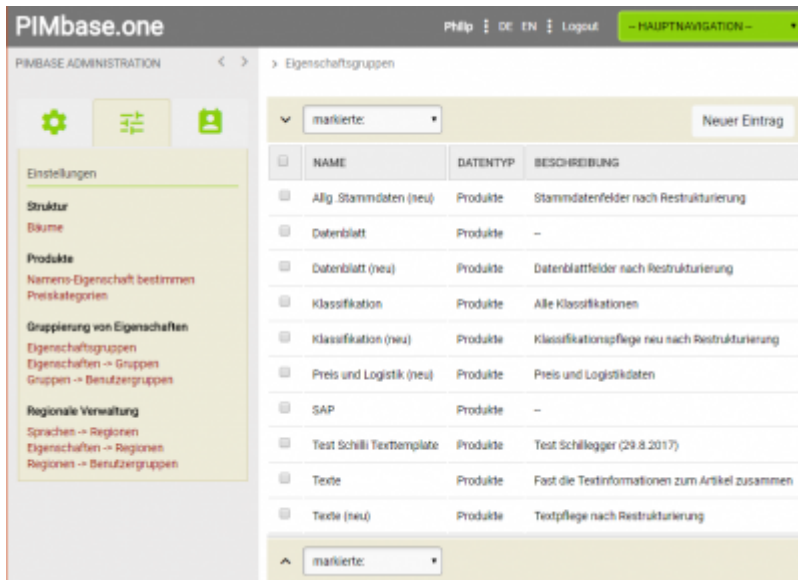 PIMbase.one
Philip DE EN Logout -- HAUPTNAVIGATION --
PIMBASE ADMINISTRATION < > > Eigenschaftsgruppen
markierte: Neuer Eintrag
Einstellungen
Struktur
Bäume
Produkte
Namens-Eigenschaft bestimmen
Preiskategorien
Gruppierung von Eigenschaften
Eigenschaftsgruppen
Eigenschaften -> Gruppen
Gruppen -> Benutzergruppen
Regionale Verwaltung
Sprachen -> Regionen
Eigenschaften -> Regionen
Regionen -> Benutzergruppen
NAME DATENTYP BESCHREIBUNG
Allg .Stammdaten (neu) Produkte Stammdatenfelder nach Restrukturierung
Datenblatt Produkte --
Datenblatt (neu) Produkte Datenblattfelder nach Restrukturierung
Klassifikation Produkte Alle Klassifikationen
Klassifikation (neu) Produkte Klassifikationspflege neu nach Restrukturierung
Preis und Logistik (neu) Produkte Preis und Logistikdaten
SAP Produkte --
Test Schilli Texttemplate Produkte Test Schillegger (29.8.2017)
Texte Produkte Fast die Textinformationen zum Artikel zusammen
Texte (neu) Produkte Textpflege nach Restrukturierung
markierte: